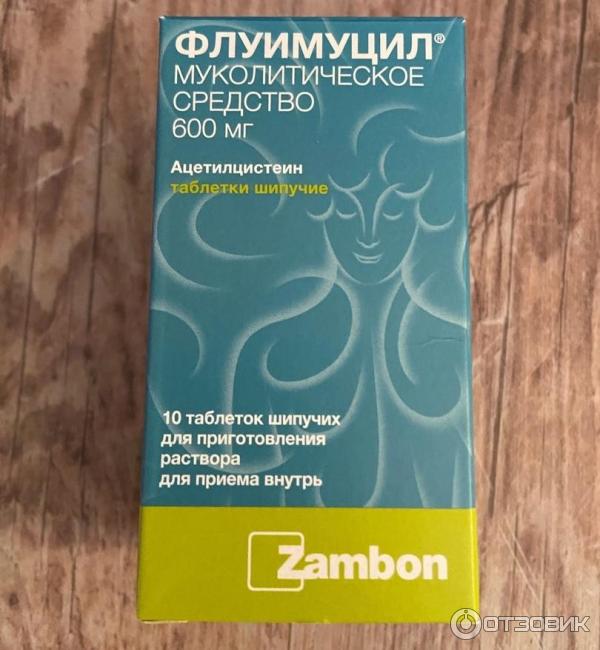 ФЛУИМУЦИЛ®
МУКОЛИТИЧЕСКОЕ
СРЕДСТВО
600 мг
Ацетилцистеин
таблетки шипучие
10 таблеток шипучих
для приготовления
раствора
для приема внутрь
Zambon
ОТЗОВИК